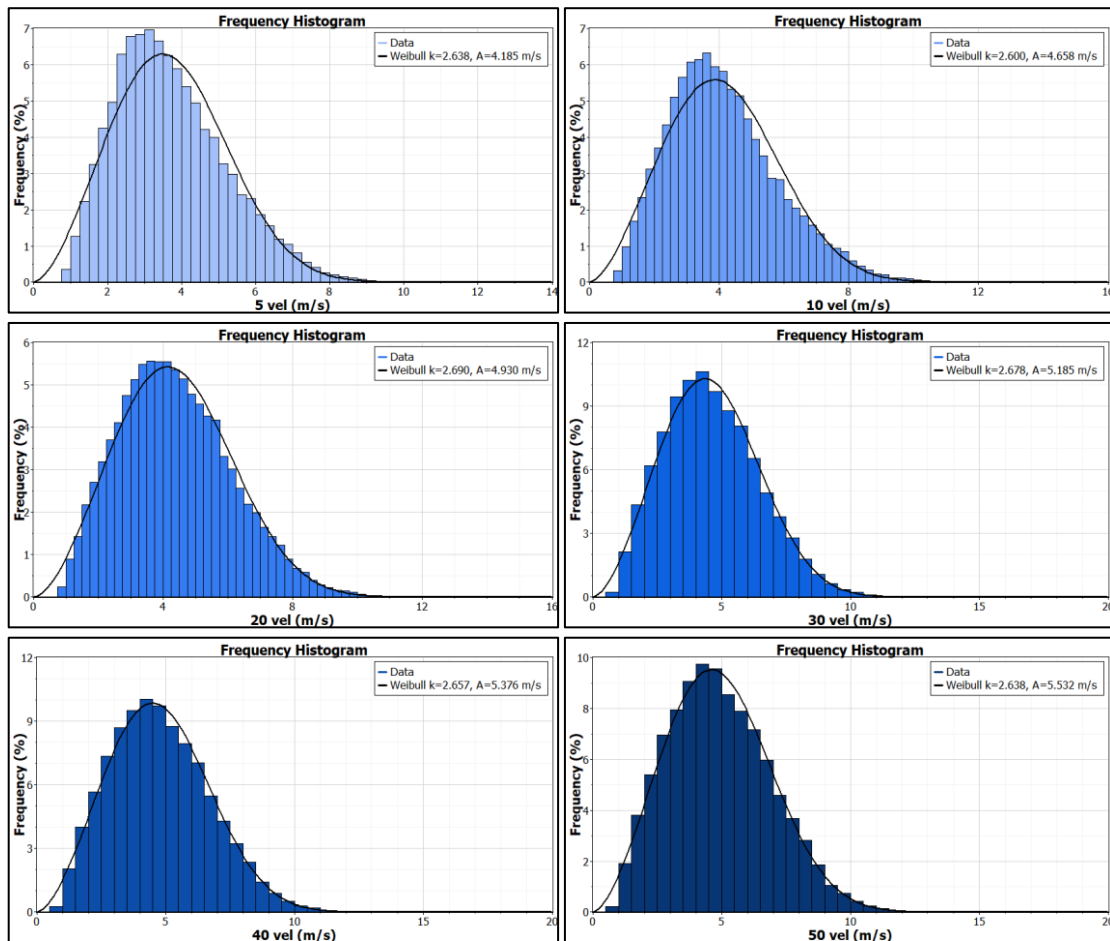 Frequency Histogram
7
6
5
4
3
2
1
0
Frequency (%)
Data
Weibull k=2.638, A=4.185 m/s
0 2 4 6 8 10 12 14
5 vel (m/s)
Frequency Histogram
7
6
5
4
3
2
1
0
Frequency (%)
Data
Weibull k=2.600, A=4.658 m/s
0 4 8 12 16
10 vel (m/s)
Frequency Histogram
6
5
4
3
2
1
0
Frequency (%)
Data
Weibull k=2.690, A=4.930 m/s
0 4 8 12 16
20 vel (m/s)
Frequency Histogram
12
9
6
3
0
Frequency (%)
Data
Weibull k=2.678, A=5.185 m/s
0 5 10 15 20
30 vel (m/s)
Frequency Histogram
12
9
6
3
0
Frequency (%)
Data
Weibull k=2.657, A=5.376 m/s
0 5 10 15 20
40 vel (m/s)
Frequency Histogram
10
8
6
4
2
0
Frequency (%)
Data
Weibull k=2.638, A=5.532 m/s
0 5 10 15 20
50 vel (m/s)